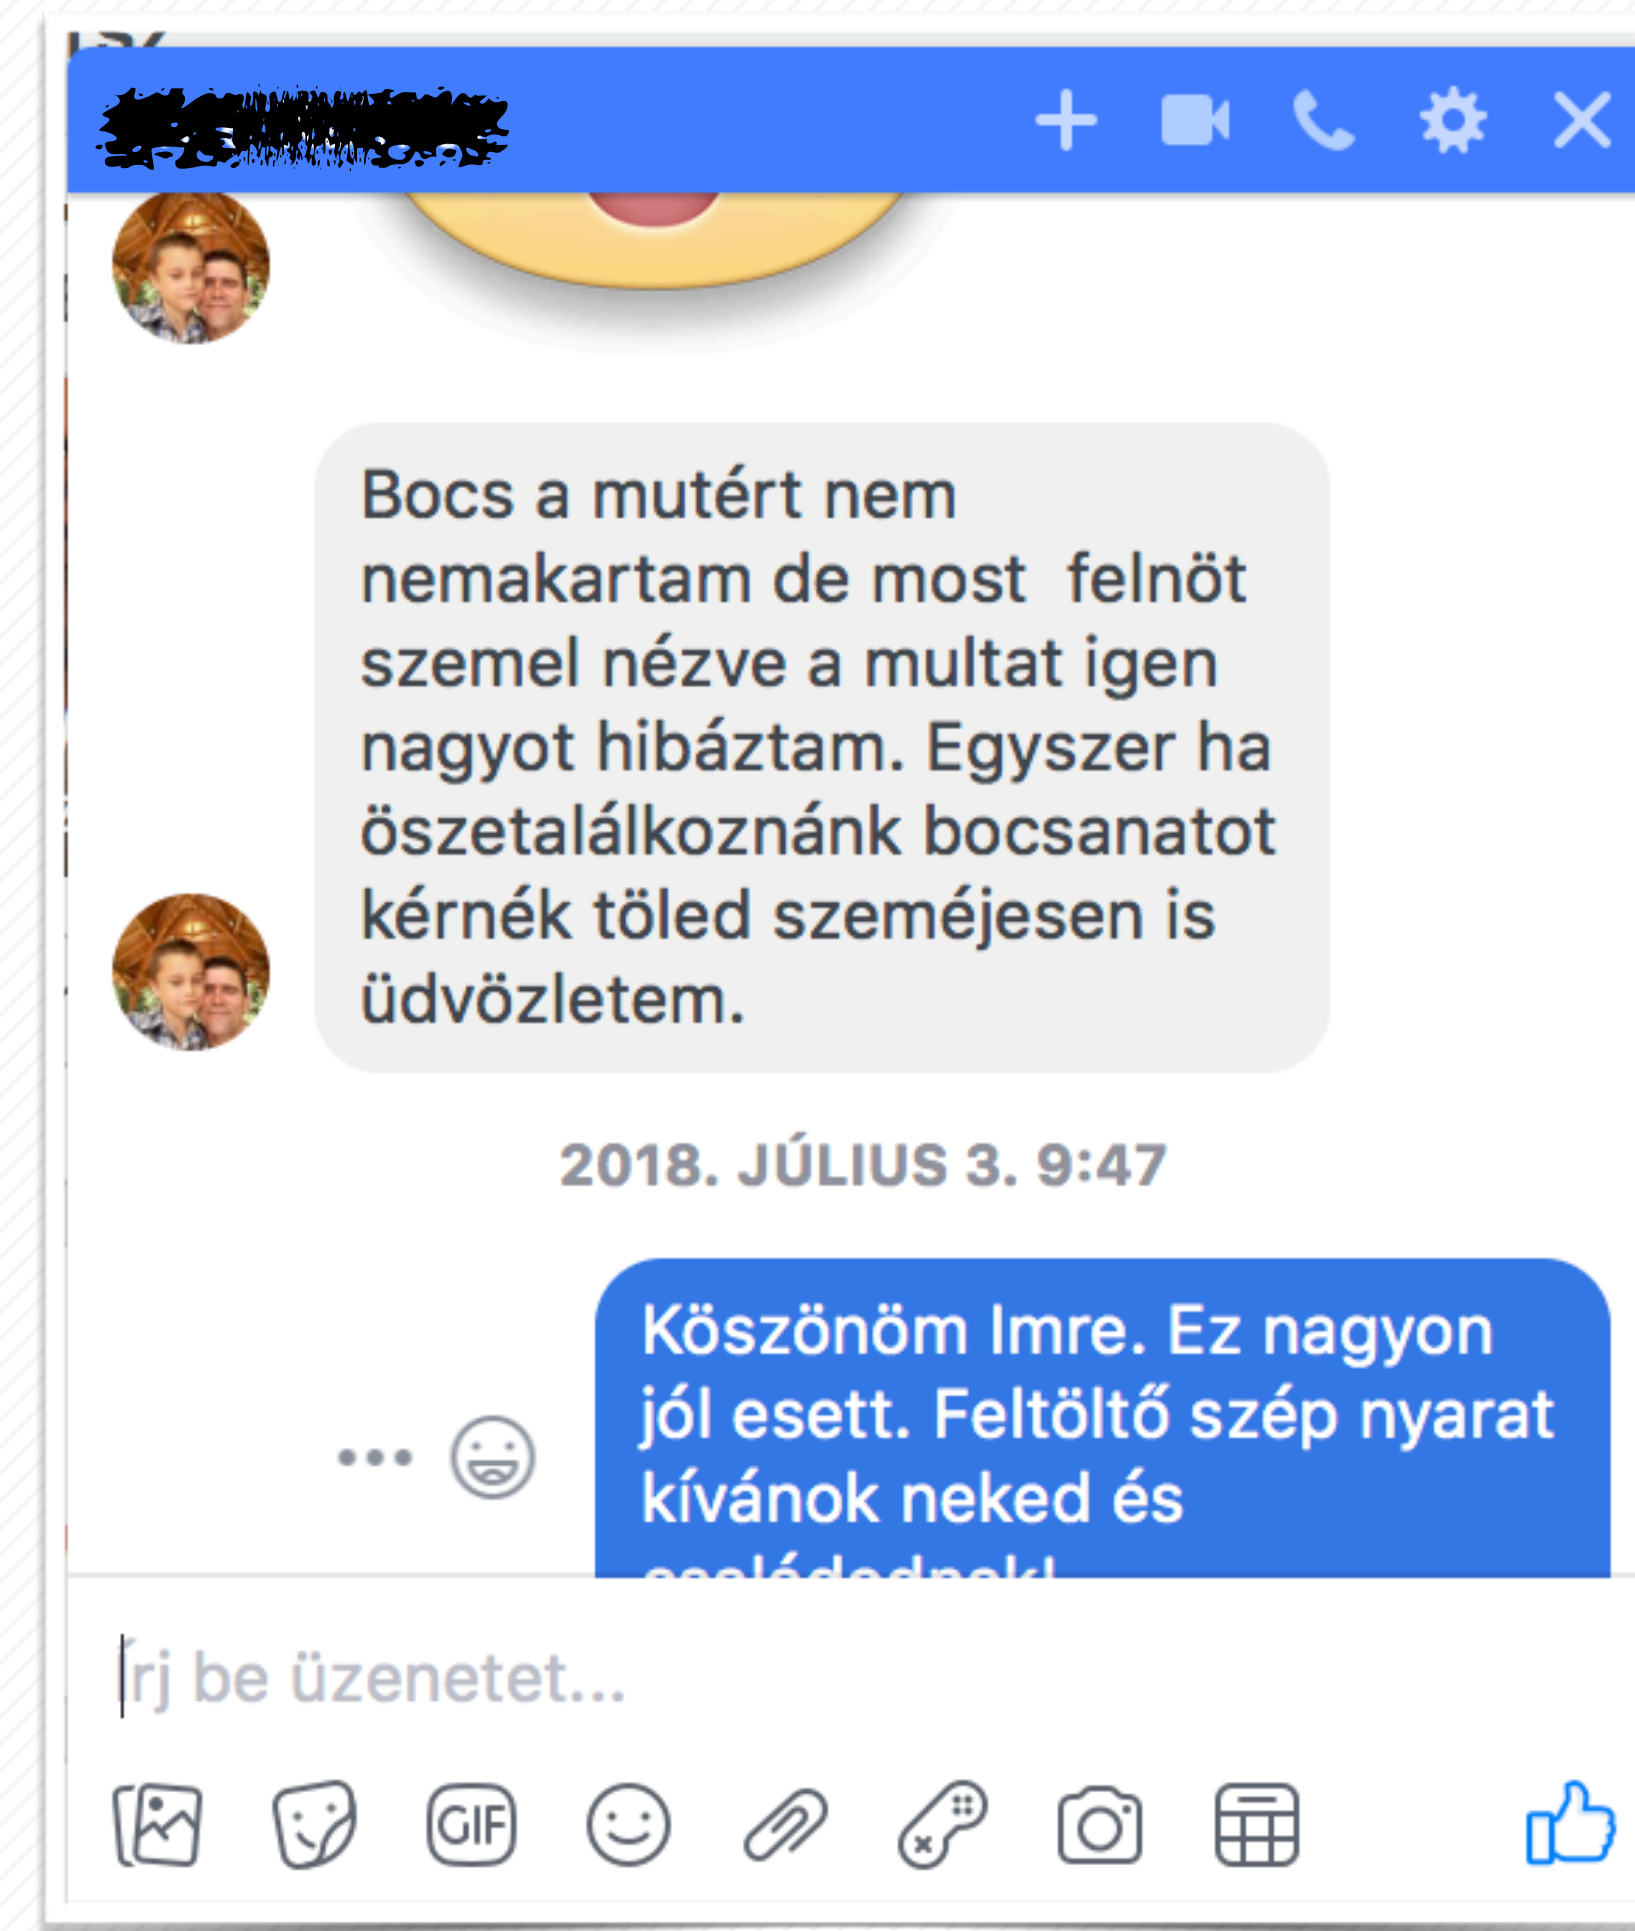 Bocs a mutért nem
nemakartam de most  felnöt
szemel nézve a multat igen
nagyot hibáztam. Egyszer ha
öszetalálkoznánk bocsanatot
kérnék töled széméjesen is
üdvözletem.
2018. JÚLIUS 3. 9:47
Köszönöm Imre. Ez nagyon
jól esett. Feltöltő szép nyarat
kívánok neked és
családodnak!
Írj be üzenetet...
GIF